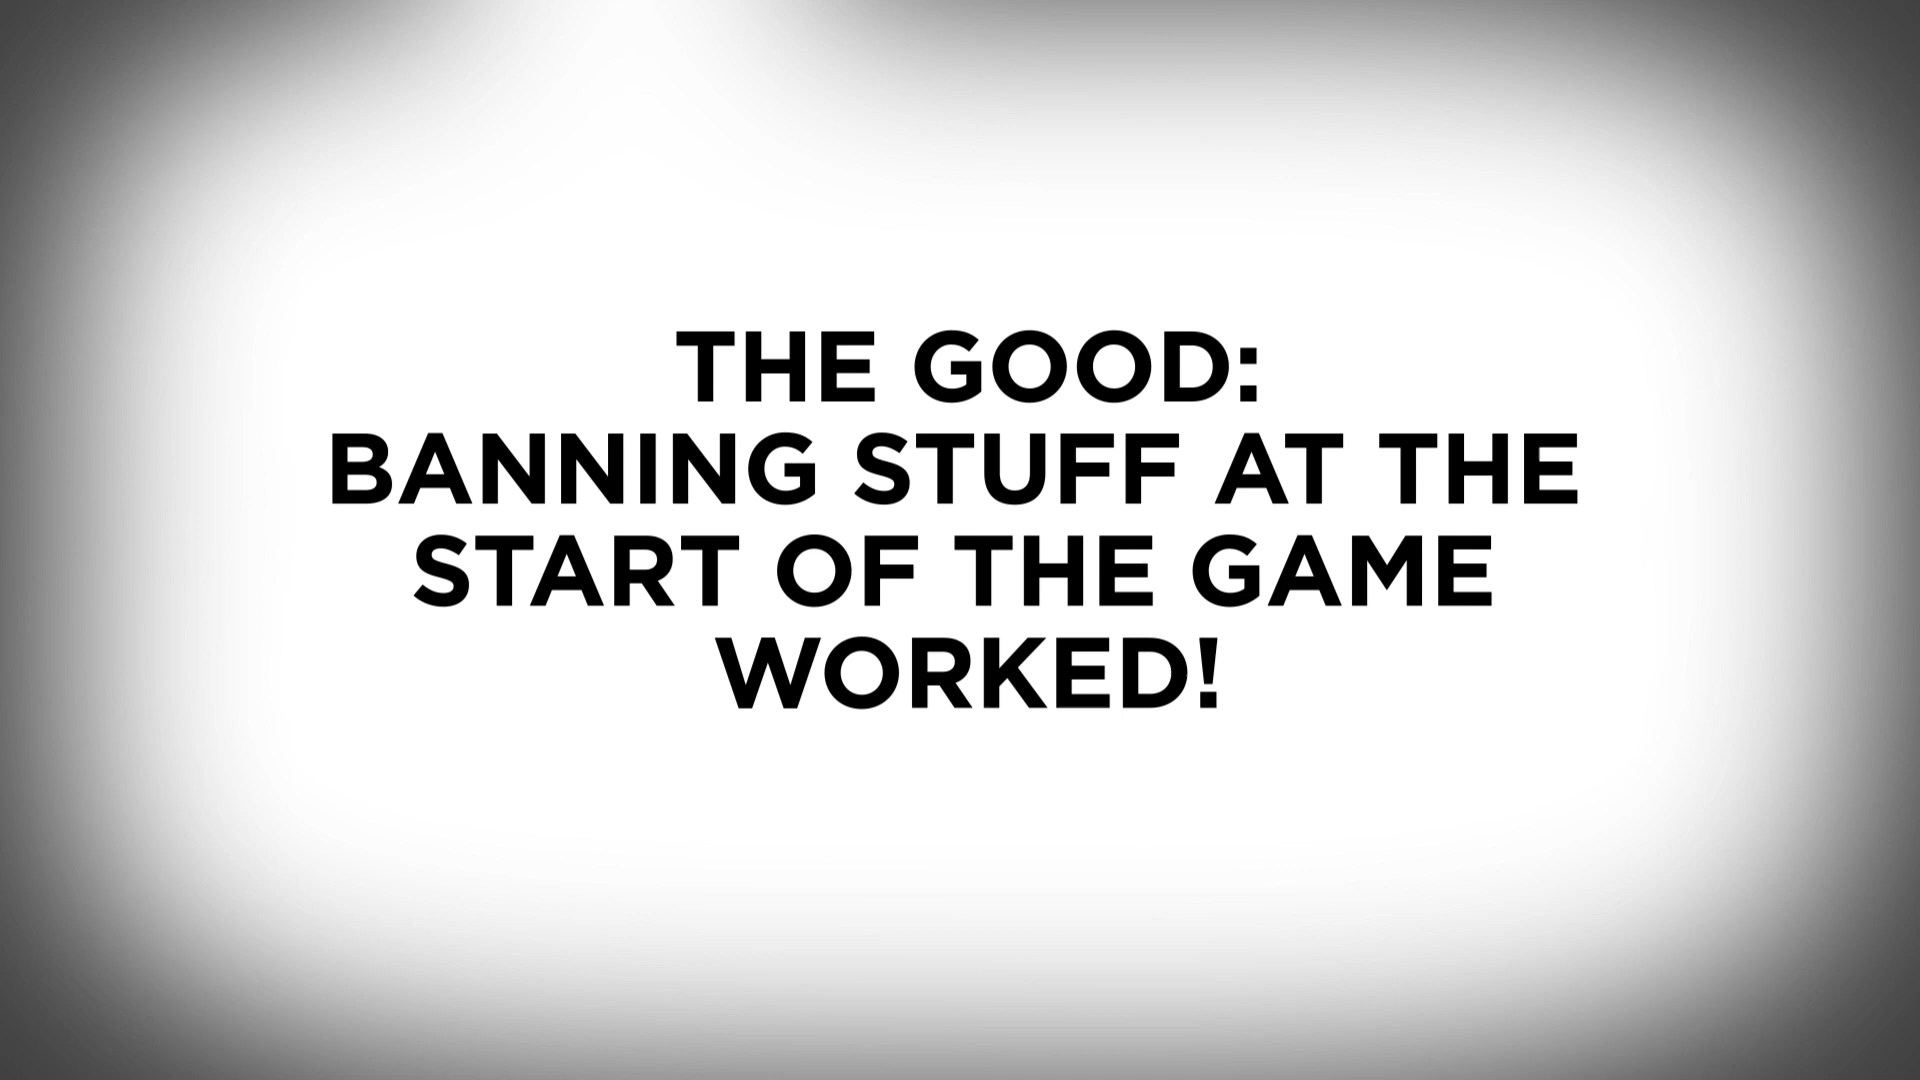 THE GOOD:
BANNING STUFF AT THE
START OF THE GAME
WORKED!